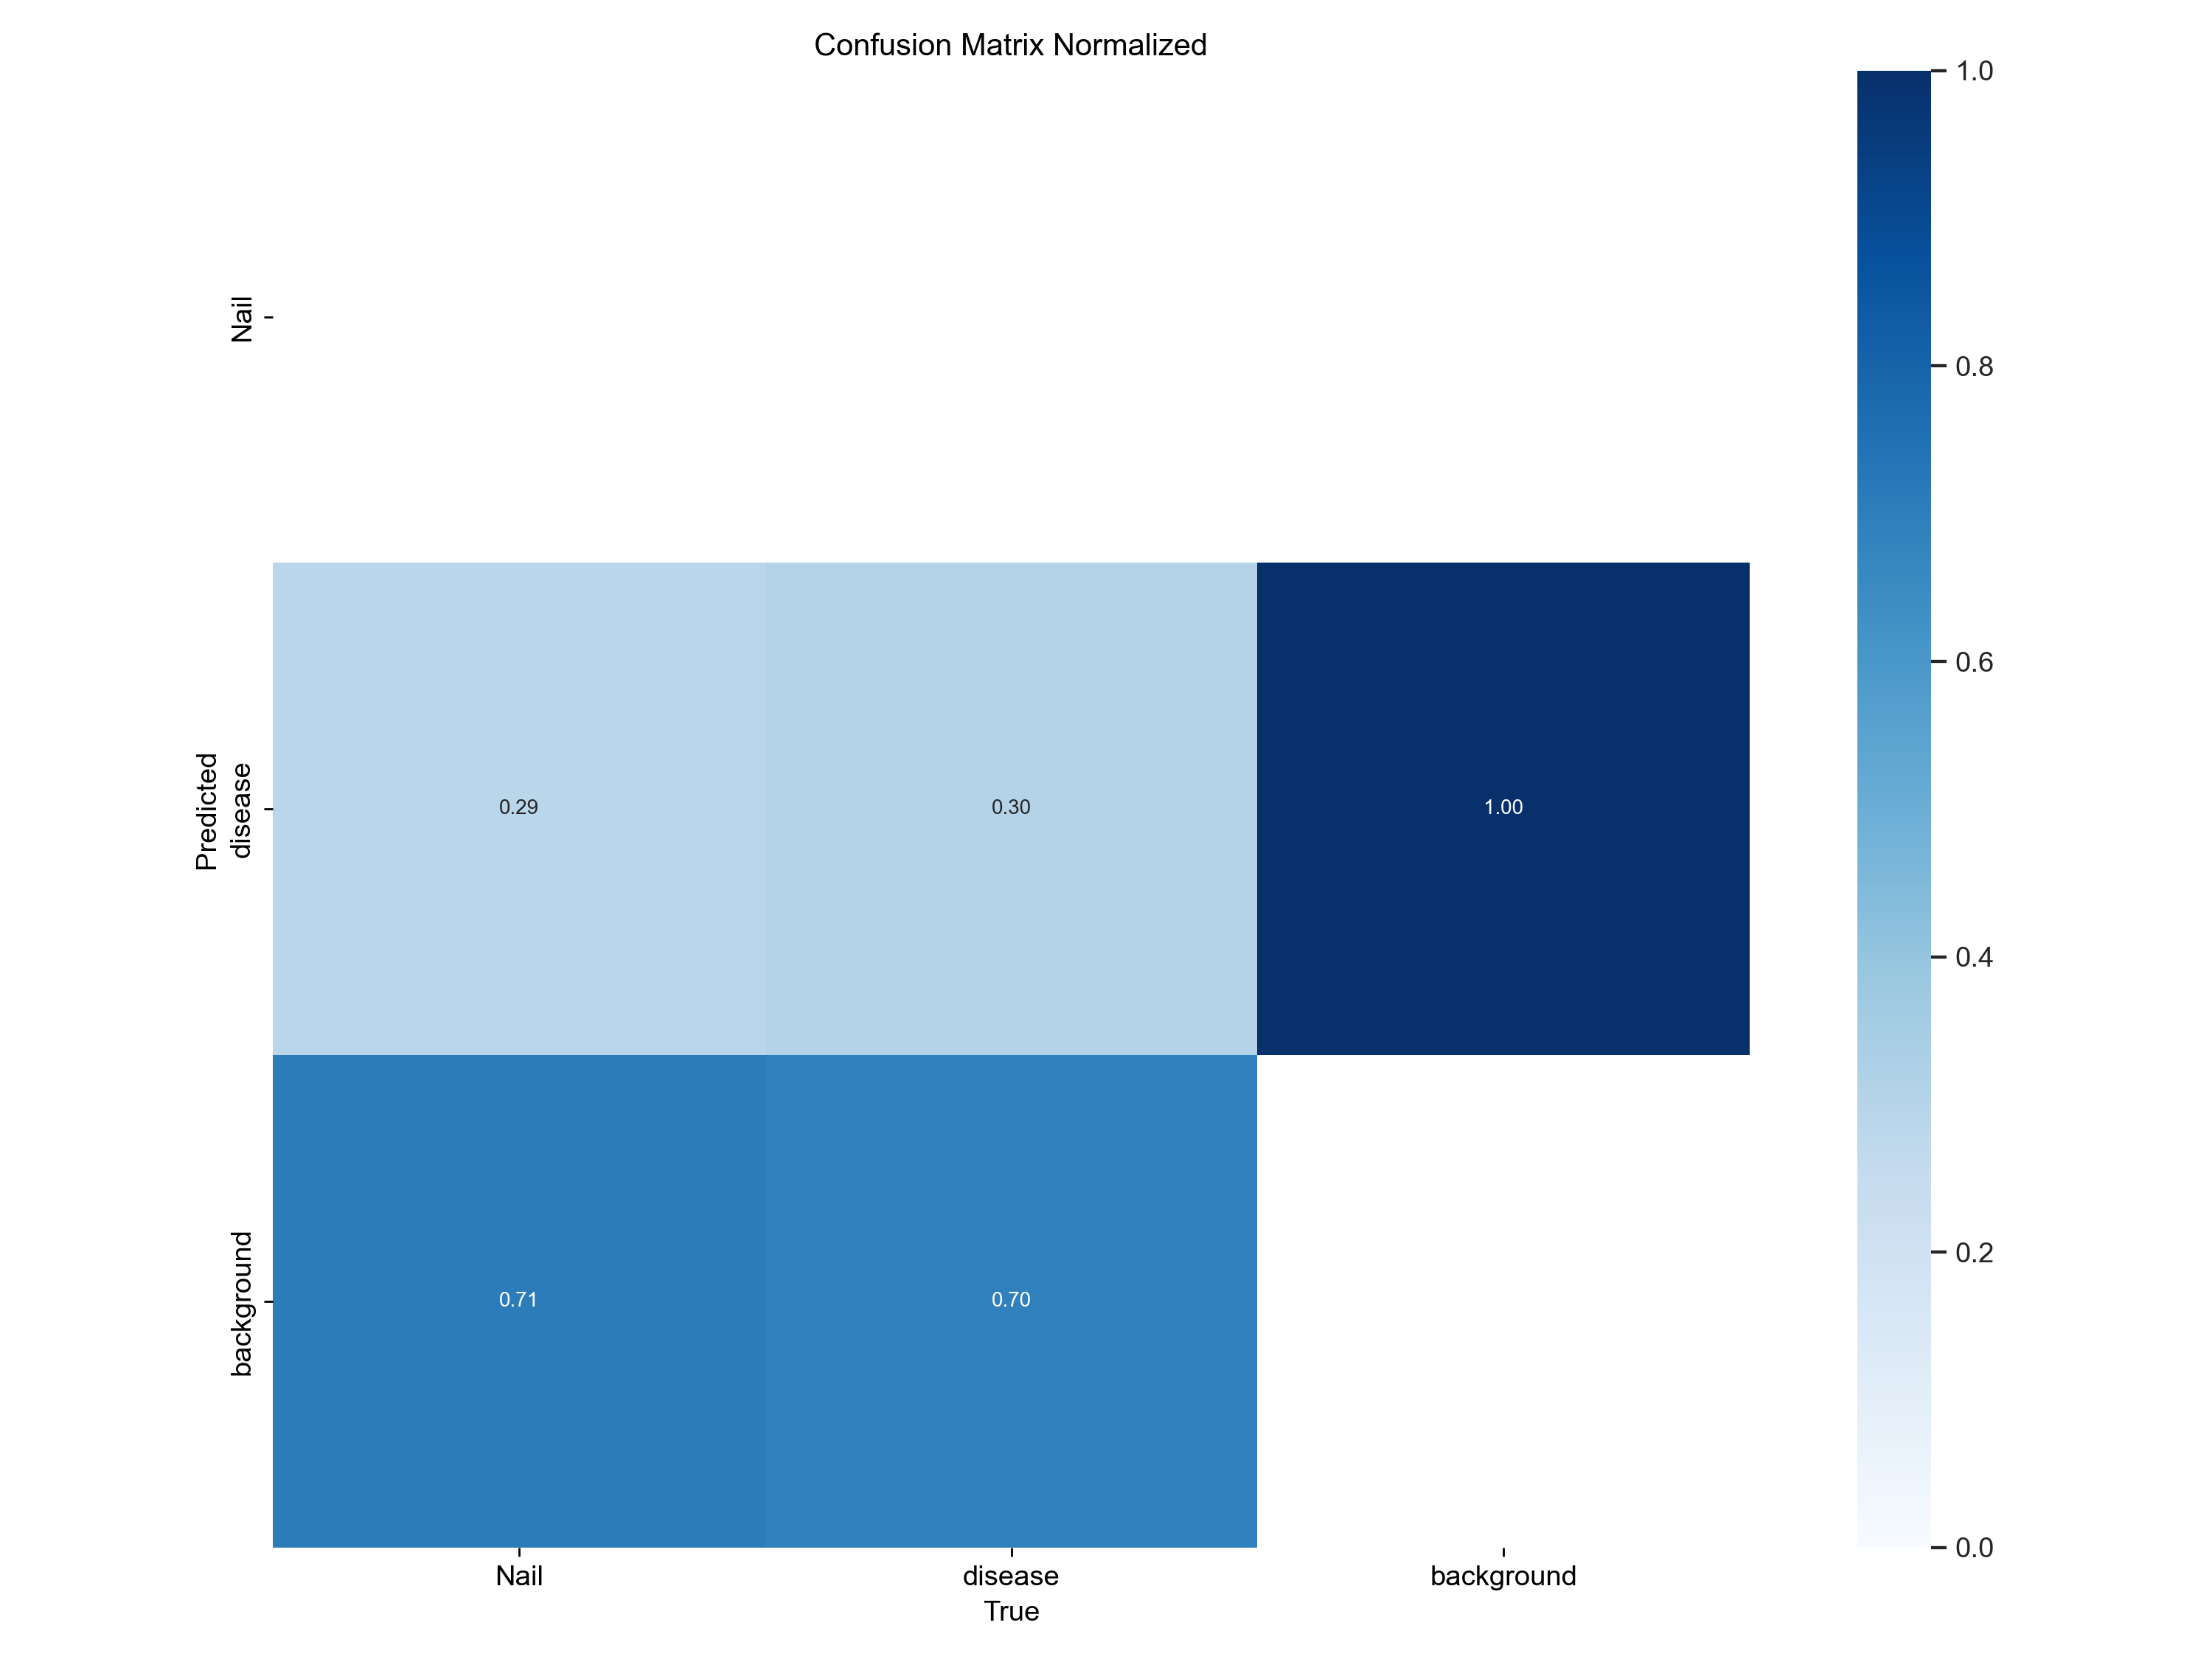 Confusion Matrix Normalized
1.0
Nail
0.8
0.6
Predicted
disease
0.29
0.30
1.00
0.4
0.2
background
0.71
0.70
0.0
Nail
disease
background
True